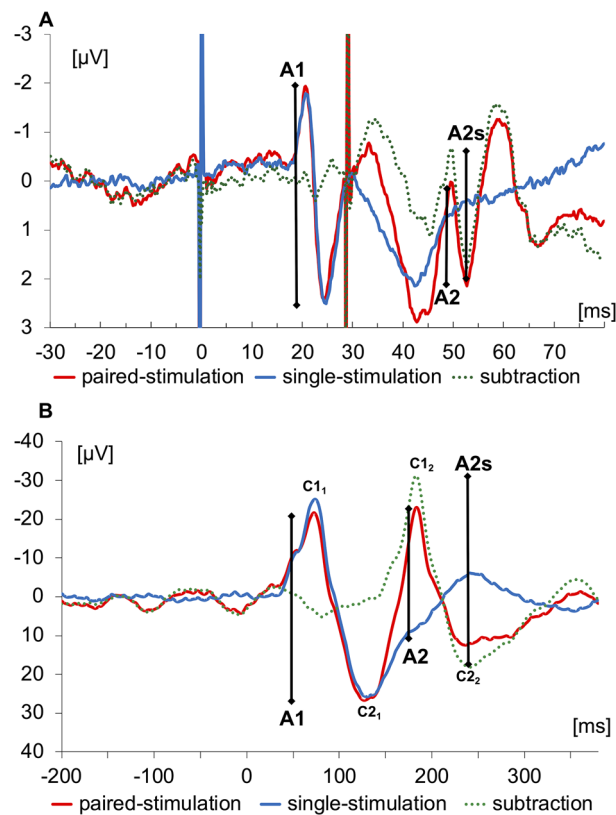 A
-3
[µV]
A1
-2
-1
A2s
0
1
A2
2
[ms]
3
-30 -20 -10 0 10 20 30 40 50 60 70
paired-stimulation single-stimulation subtraction
B
-40
[µV]
A2s
C1₁ C1₂
-30
-20
-10
0
10
A2
20
C2₂
A1
C2₁
30
[ms]
40
-200 -100 0 100 200 300
paired-stimulation single-stimulation subtraction